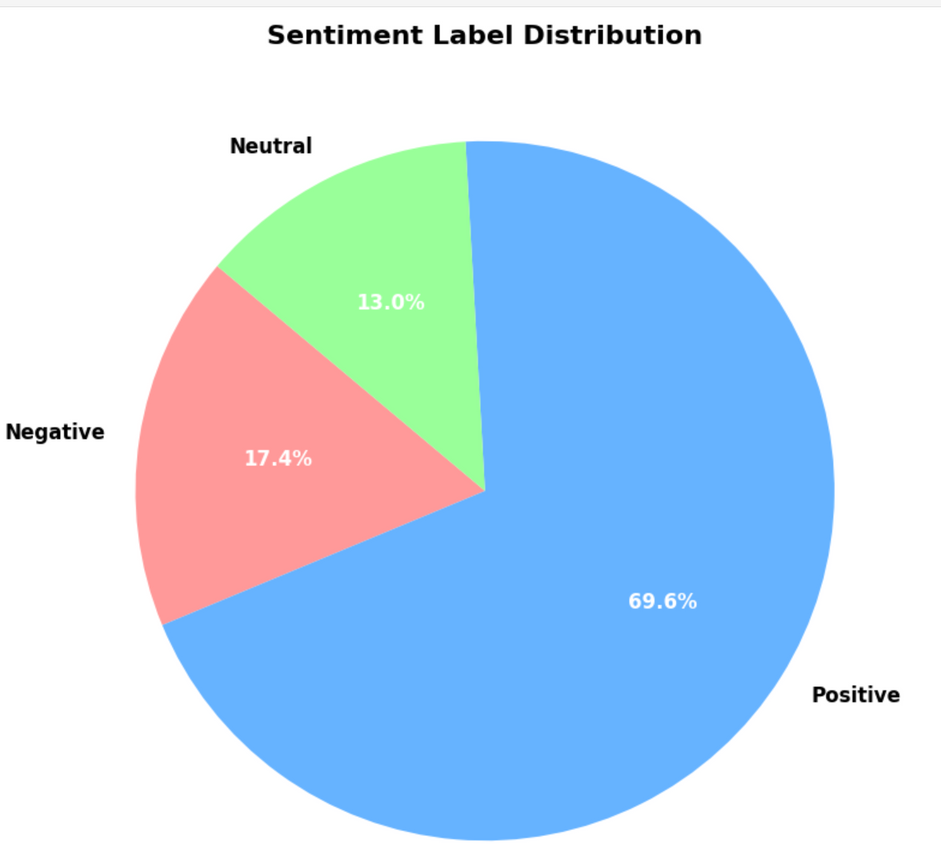 Sentiment Label Distribution
Neutral
13.0%
Negative
17.4%
69.6%
Positive